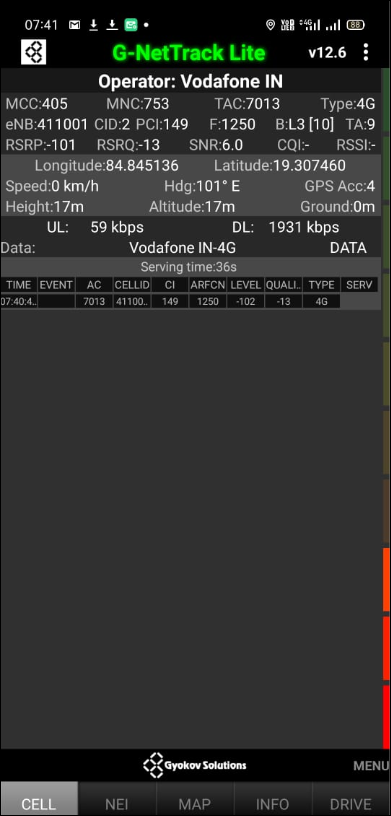 07:41 88
G-NetTrack Lite v12.6
Operator: Vodafone IN
MCC:405 MNC:753 TAC:7013 Type:4G
eNB:411001 CID:2 PCI:149 F:1250 B:L3 [10] TA:9
RSRP:-101 RSRQ:-13 SNR:6.0 CQI:- RSSI:-
Longitude:84.845136 Latitude:19.307460
Speed:0 km/h Hdg:101° E GPS Acc:4
Height:17m Altitude:17m Ground:0m
UL: 59 kbps DL: 1931 kbps
Data: Vodafone IN-4G DATA
Serving time:36s
TIME EVENT AC CELLID CI ARFCN LEVEL QUALI.. TYPE SERV
07:40:4.. 7013 41100.. 149 1250 -102 -13 4G
Gyokov Solutions MENU
CELL NEI MAP INFO DRIVE